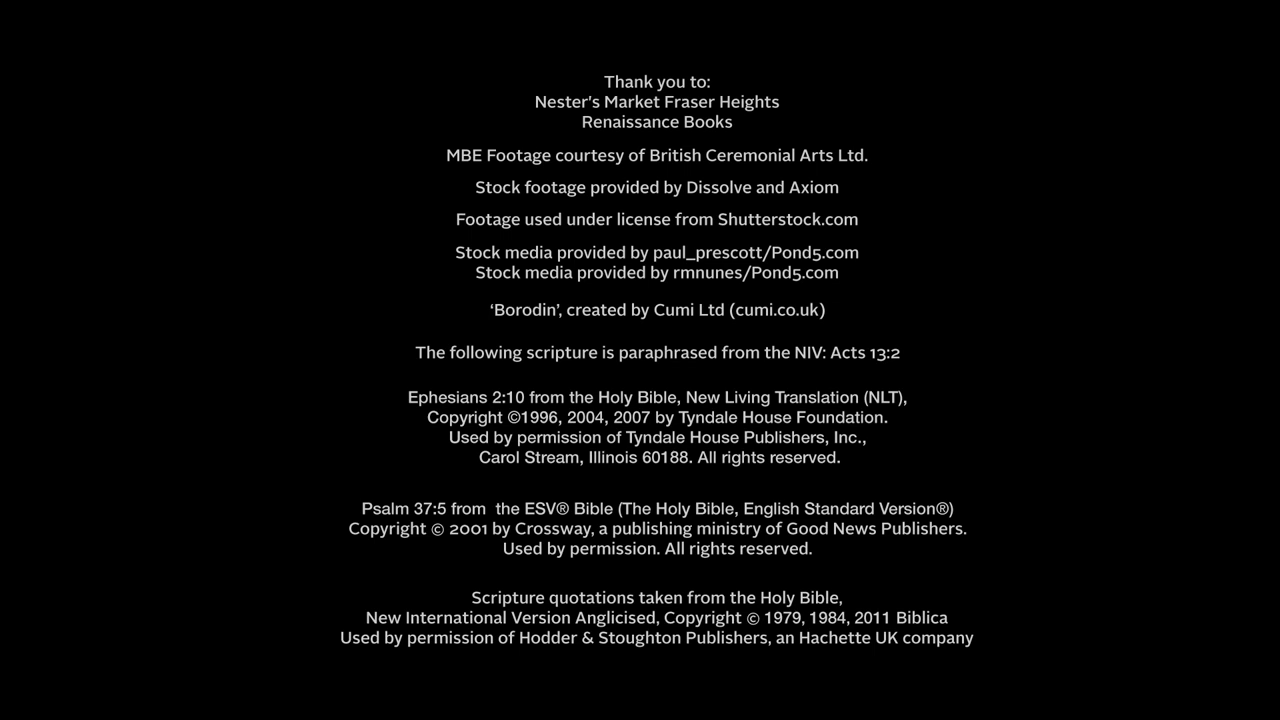 Thank you to:
Nester's Market Fraser Heights
Renaissance Books
MBE Footage courtesy of British Ceremonial Arts Ltd.
Stock footage provided by Dissolve and Axiom
Footage used under license from Shutterstock.com
Stock media provided by paul_prescott/Pond5.com
Stock media provided by rmnunes/Pond5.com
‘Borodin’, created by Cumi Ltd (cumi.co.uk)
The following scripture is paraphrased from the NIV: Acts 13:2
Ephesians 2:10 from the Holy Bible, New Living Translation (NLT),
Copyright ©1996, 2004, 2007 by Tyndale House Foundation.
Used by permission of Tyndale House Publishers, Inc.,
Carol Stream, Illinois 60188. All rights reserved.
Psalm 37:5 from  the ESV® Bible (The Holy Bible, English Standard Version®)
Copyright © 2001 by Crossway, a publishing ministry of Good News Publishers.
Used by permission. All rights reserved.
Scripture quotations taken from the Holy Bible,
New International Version Anglicised, Copyright © 1979, 1984, 2011 Biblica
Used by permission of Hodder & Stoughton Publishers, an Hachette UK company